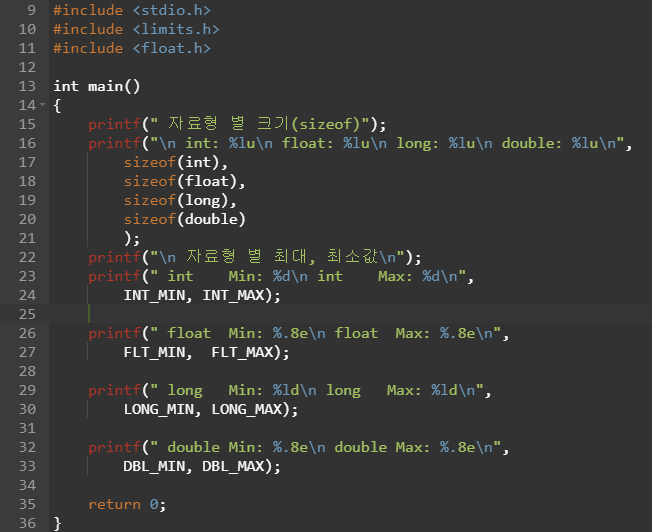 9 #include <stdio.h>
10 #include <limits.h>
11 #include <float.h>
12
13 int main()
14 {
15     printf(" 자료형 별 크기(sizeof)");
16     printf("\n int: %lu\n float: %lu\n long: %lu\n double: %lu\n",
17         sizeof(int),
18         sizeof(float),
19         sizeof(long),
20         sizeof(double)
21         );
22     printf("\n 자료형 별 최대, 최소값\n");
23     printf(" int    Min: %d\n int    Max: %d\n",
24         INT_MIN, INT_MAX);
25
26     printf(" float  Min: %.8e\n float  Max: %.8e\n",
27         FLT_MIN,  FLT_MAX);
28
29     printf(" long   Min: %ld\n long   Max: %ld\n",
30         LONG_MIN, LONG_MAX);
31
32     printf(" double Min: %.8e\n double Max: %.8e\n",
33         DBL_MIN, DBL_MAX);
34
35     return 0;
36 }